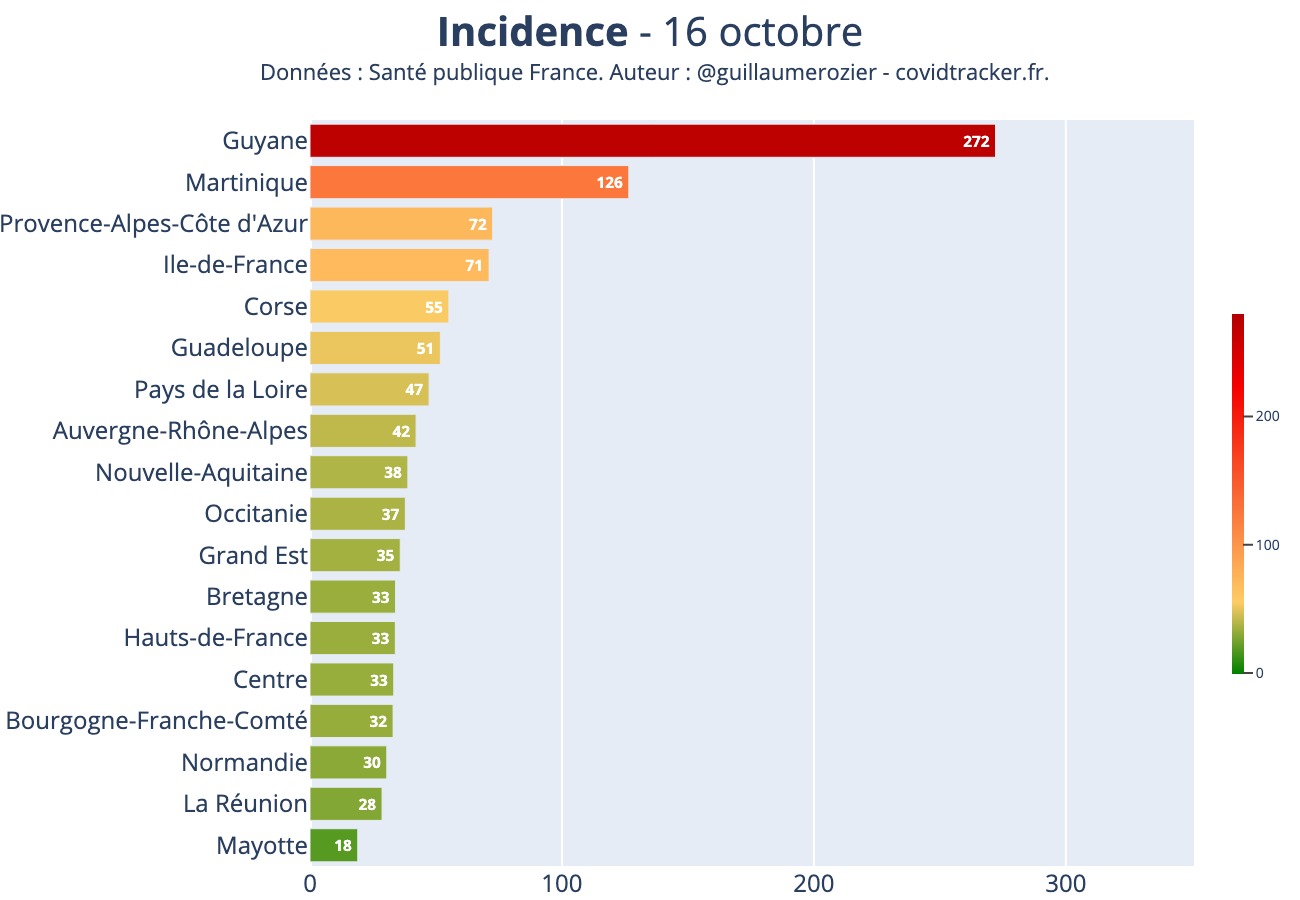 Incidence - 16 octobre
Données : Santé publique France. Auteur : @guillaumerozier - covidtracker.fr.
Guyane 272
Martinique 126
Provence-Alpes-Côte d'Azur 72
Ile-de-France 71
Corse 55
Guadeloupe 51
Pays de la Loire 47
Auvergne-Rhône-Alpes 42
Nouvelle-Aquitaine 38
Occitanie 37
Grand Est 35
Bretagne 33
Hauts-de-France 33
Centre 33
Bourgogne-Franche-Comté 32
Normandie 30
La Réunion 28
Mayotte 18
0 100 200 300
200
100
0